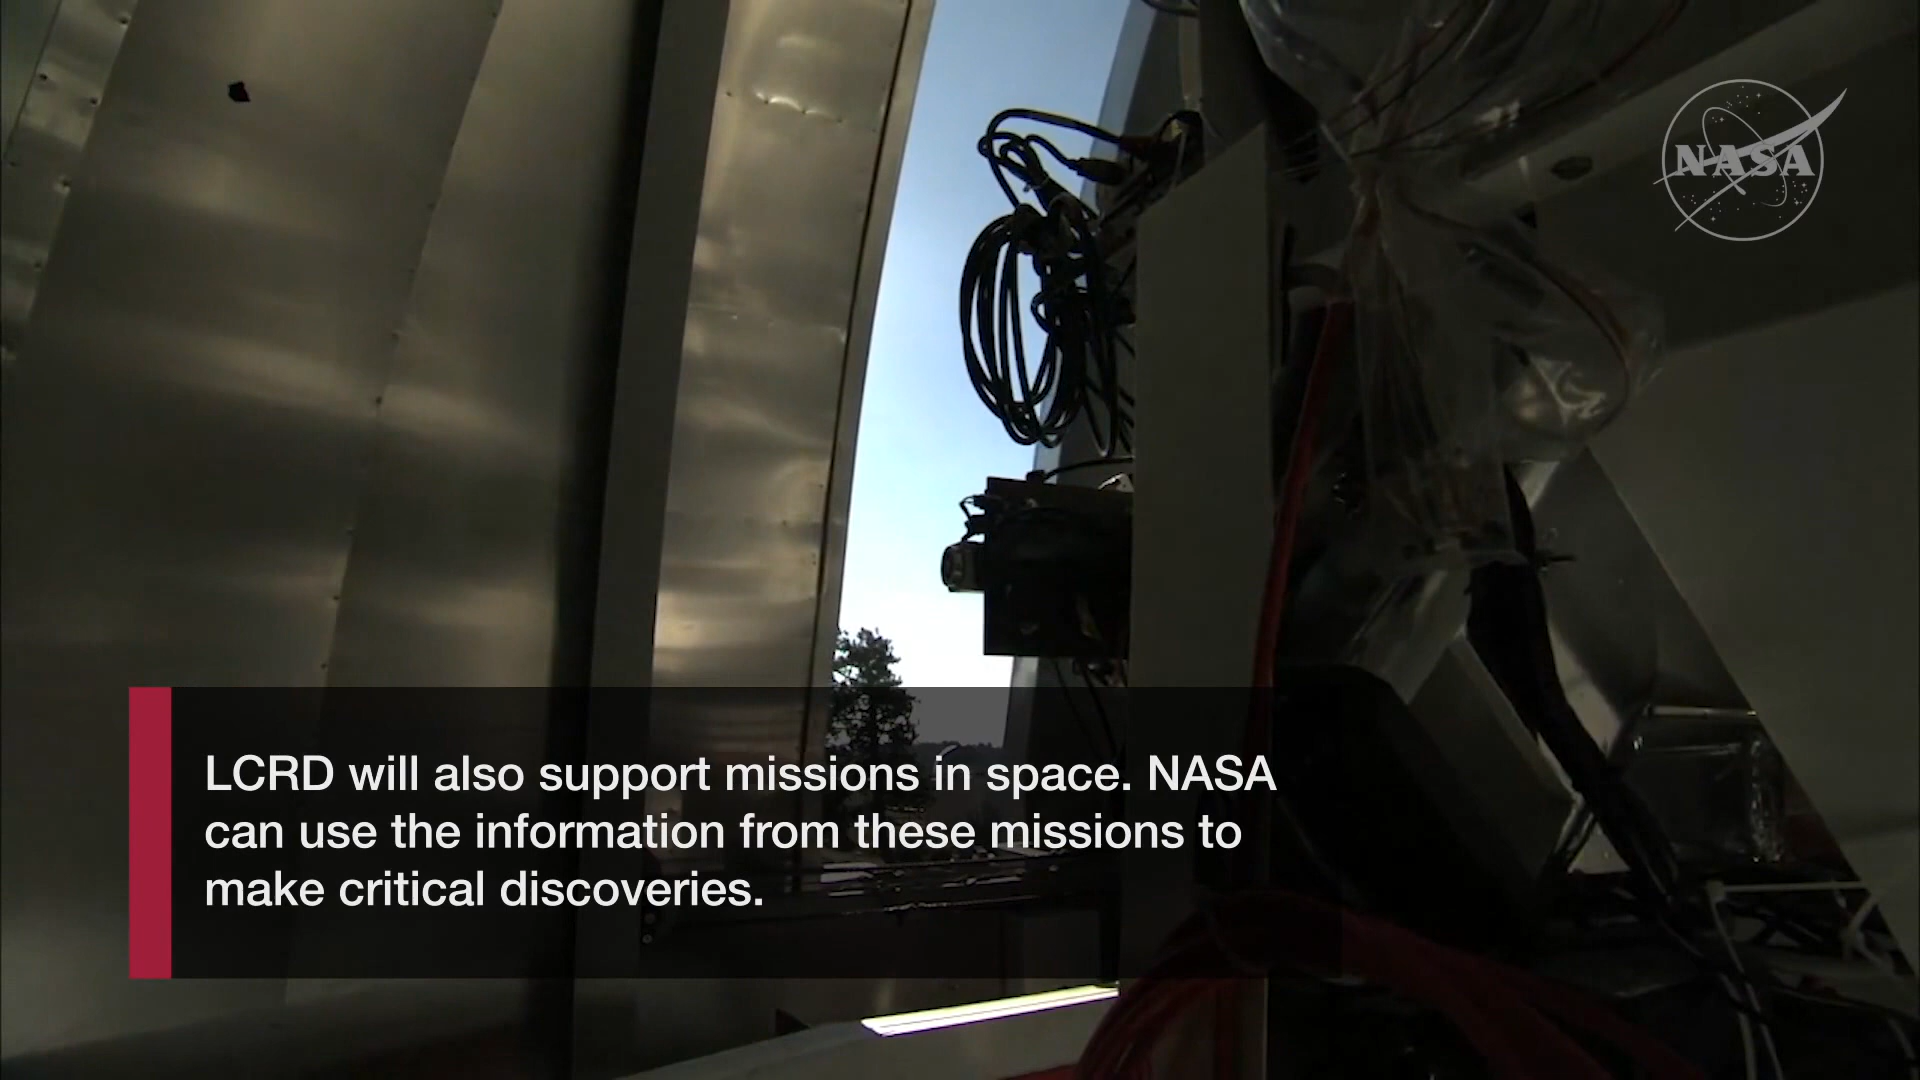 NASA
LCRD will also support missions in space. NASA
can use the information from these missions to
make critical discoveries.